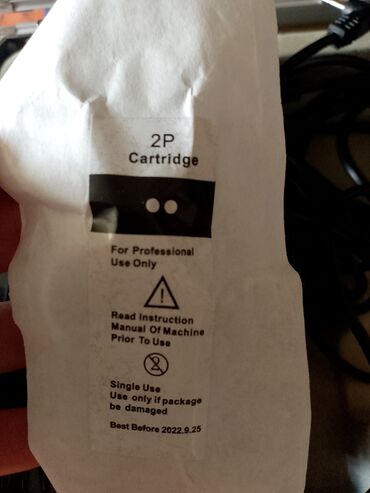 2P
Cartridge
For Professional
Use Only
Read Instruction
Manual Of Machine
Prior To Use
Single Use
Use only if package
be damaged
Best Before 2022.9.25